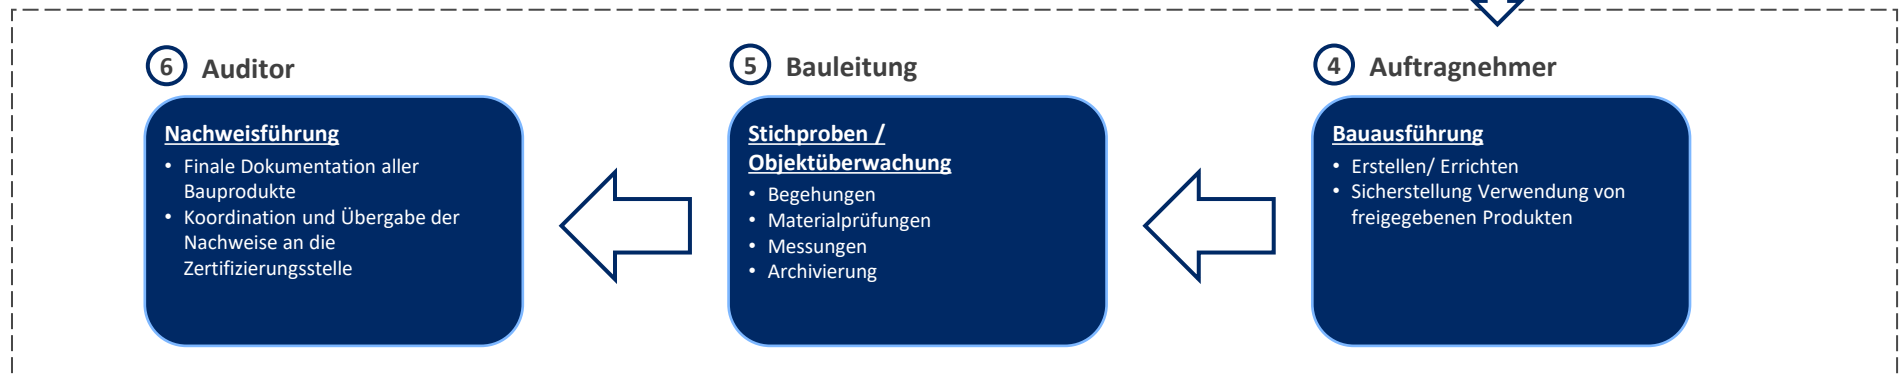 6 Auditor
Nachweisführung
• Finale Dokumentation aller
Bauprodukte
• Koordination und Übergabe der
Nachweise an die
Zertifizierungsstelle
5 Bauleitung
Stichproben /
Objektüberwachung
• Begehungen
• Materialprüfungen
• Messungen
• Archivierung
4 Auftragnehmer
Bauausführung
• Erstellen/ Errichten
• Sicherstellung Verwendung von
freigegebenen Produkten